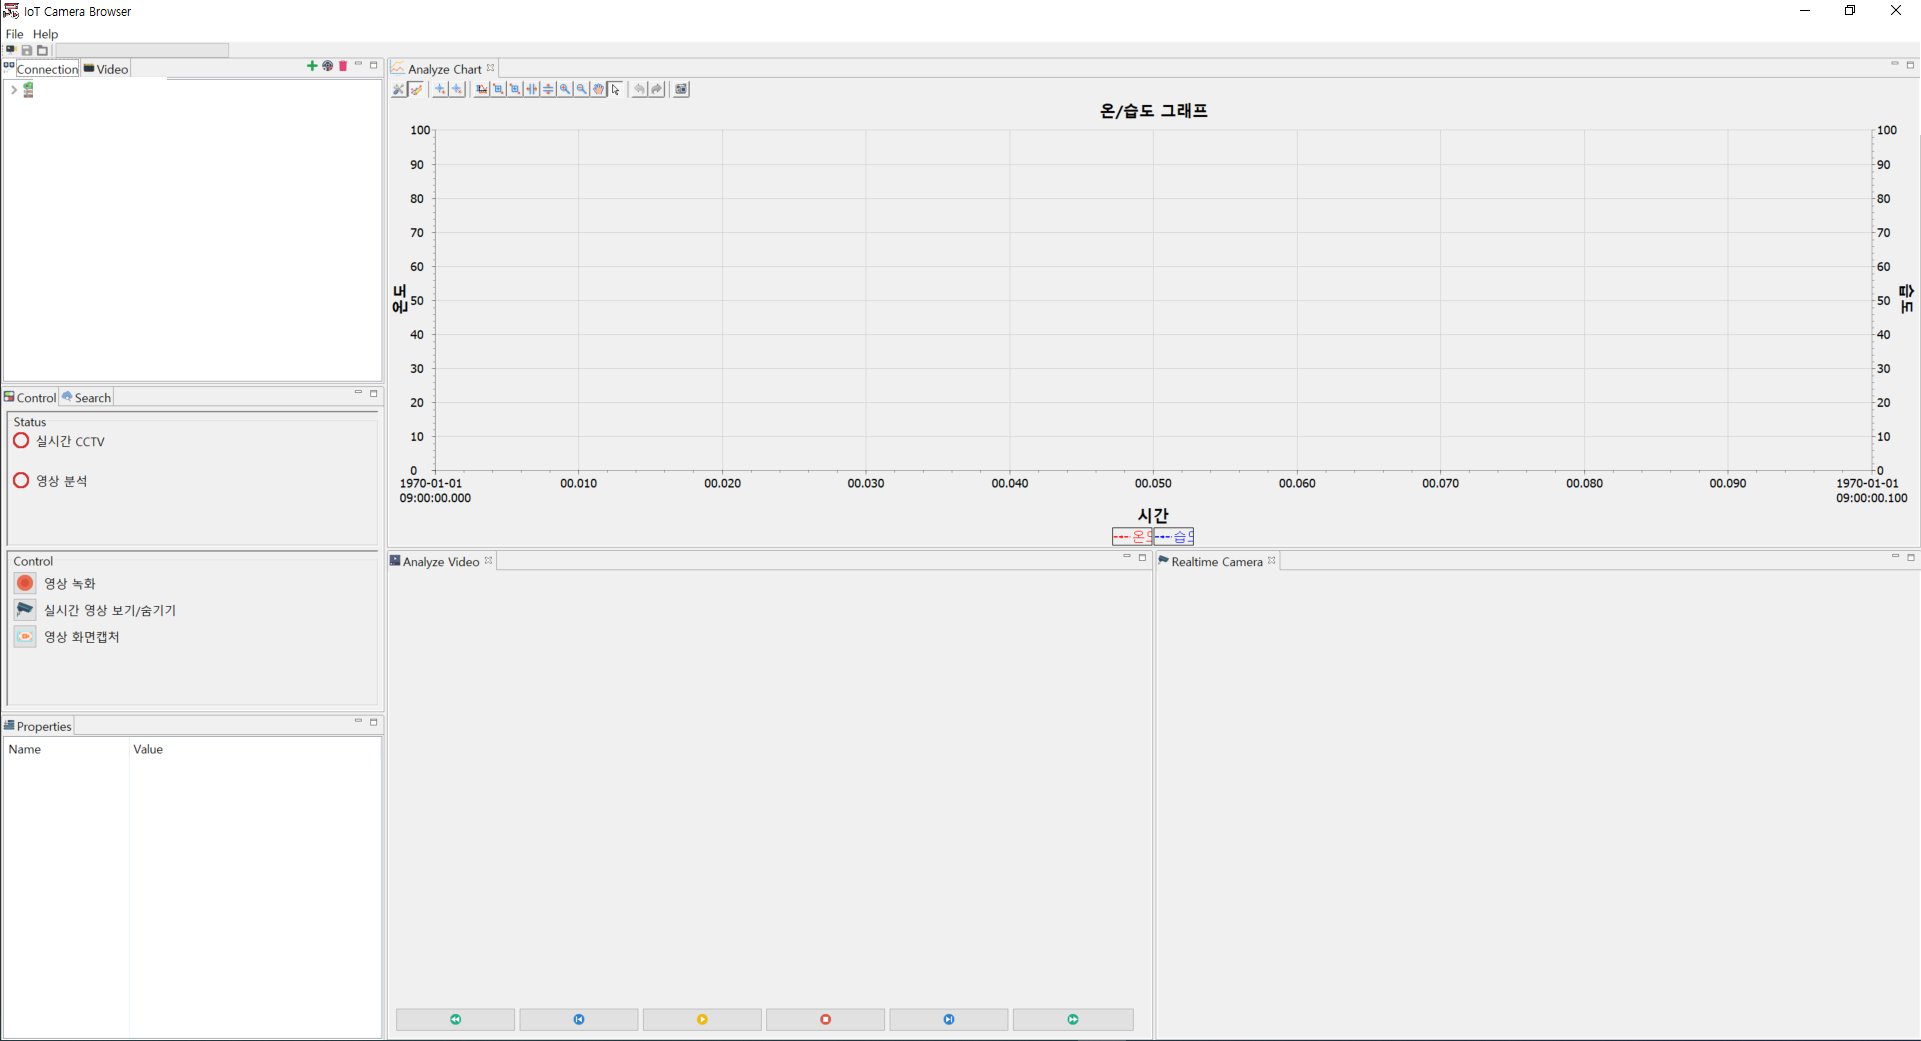 IoT Camera Browser
File Help
Connection Video
Analyze Chart
온/습도 그래프
100 100
90 90
80 80
70 70
60 60
온도 50 50 습도
40 40
30 30
20 20
10 10
0 0
1970-01-01 00.010 00.020 00.030 00.040 00.050 00.060 00.070 00.080 00.090 1970-01-01
09:00:00.000 09:00:00.100
시간
Control Search
Status
실시간 CCTV
영상 분석
Control
영상 녹화
실시간 영상 보기/숨기기
영상 화면캡처
Properties
Name Value
Analyze Video
Realtime Camera